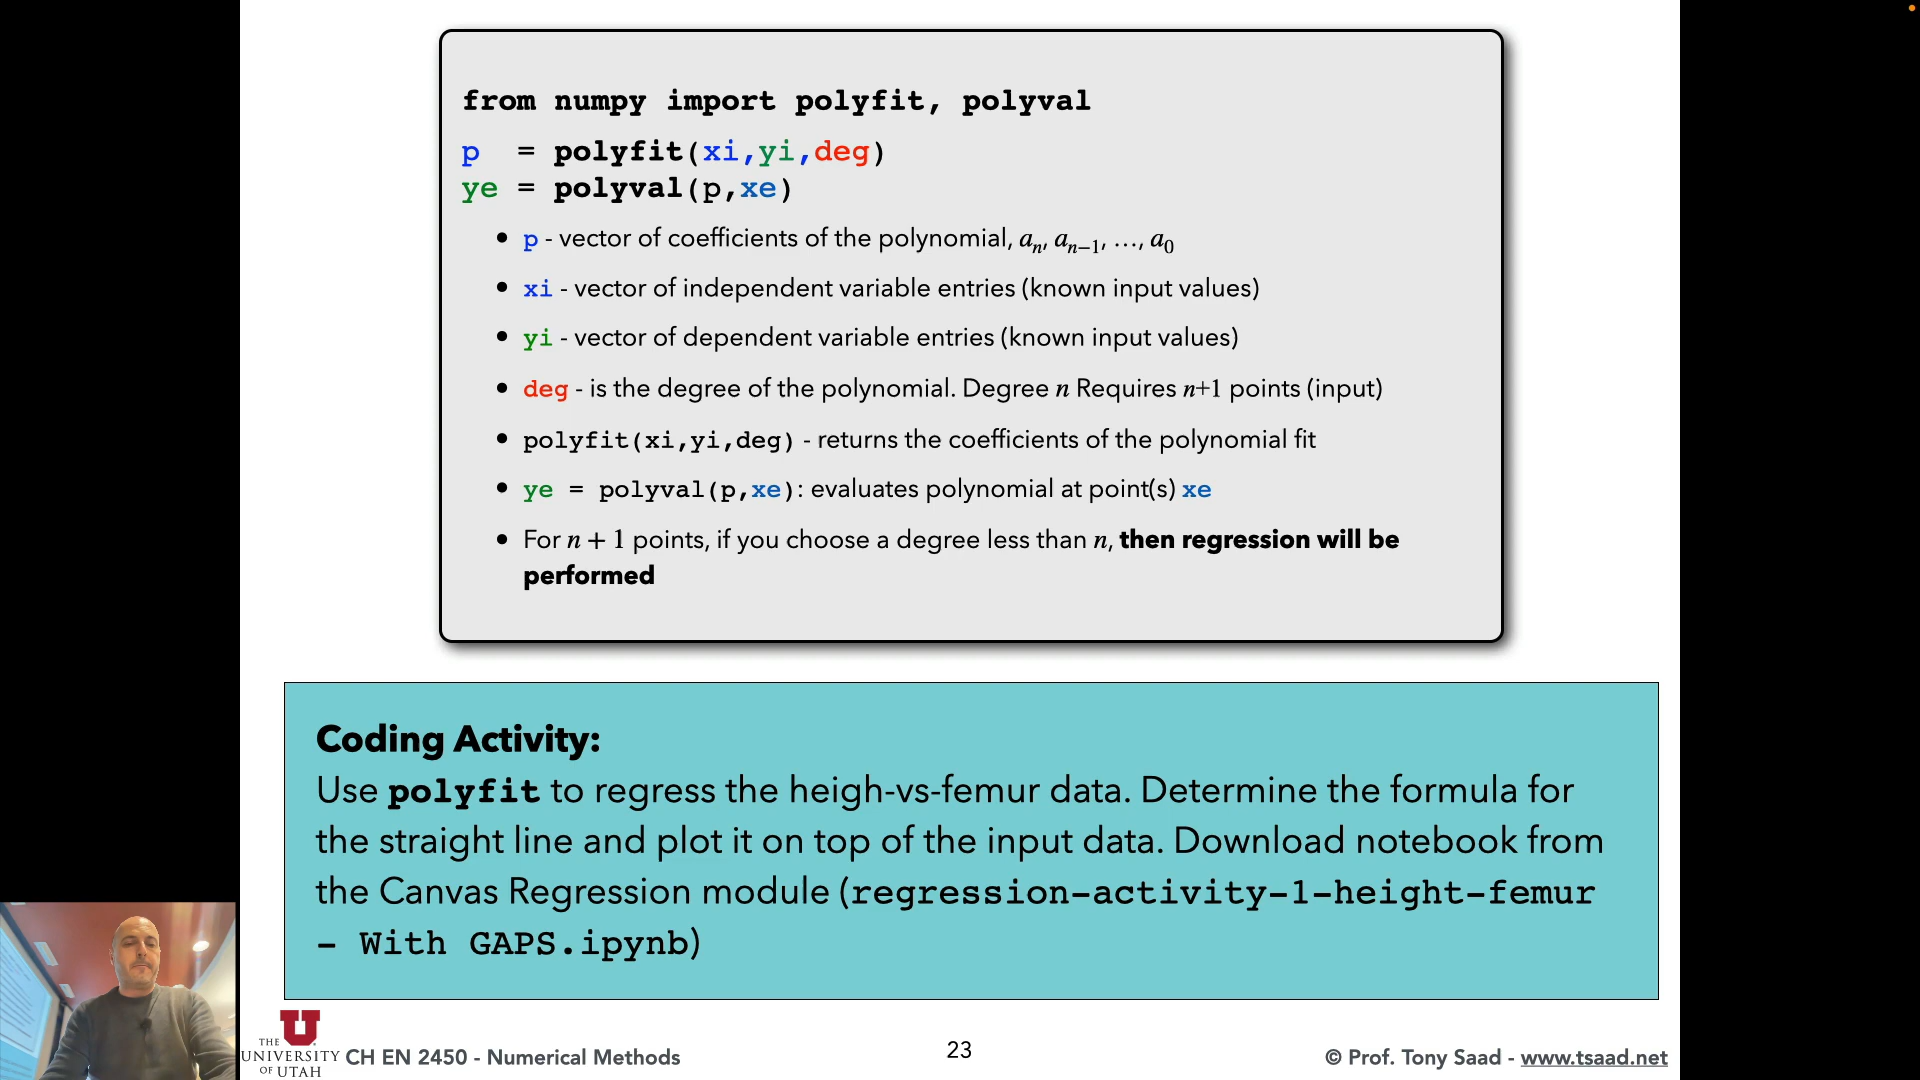 from numpy import polyfit, polyval
p = polyfit(xi,yi,deg)
ye = polyval(p,xe)
• p - vector of coefficients of the polynomial, aₙ, aₙ₋₁, …, a₀
• xi - vector of independent variable entries (known input values)
• yi - vector of dependent variable entries (known input values)
• deg - is the degree of the polynomial. Degree n Requires n+1 points (input)
• polyfit(xi,yi,deg) - returns the coefficients of the polynomial fit
• ye = polyval(p,xe): evaluates polynomial at point(s) xe
• For n + 1 points, if you choose a degree less than n, then regression will be
performed
Coding Activity:
Use polyfit to regress the heigh-vs-femur data. Determine the formula for
the straight line and plot it on top of the input data. Download notebook from
the Canvas Regression module (regression-activity-1-height-femur
- With GAPS.ipynb)
THE
UNIVERSITY
OF UTAH
CH EN 2450 - Numerical Methods
23
© Prof. Tony Saad - www.tsaad.net